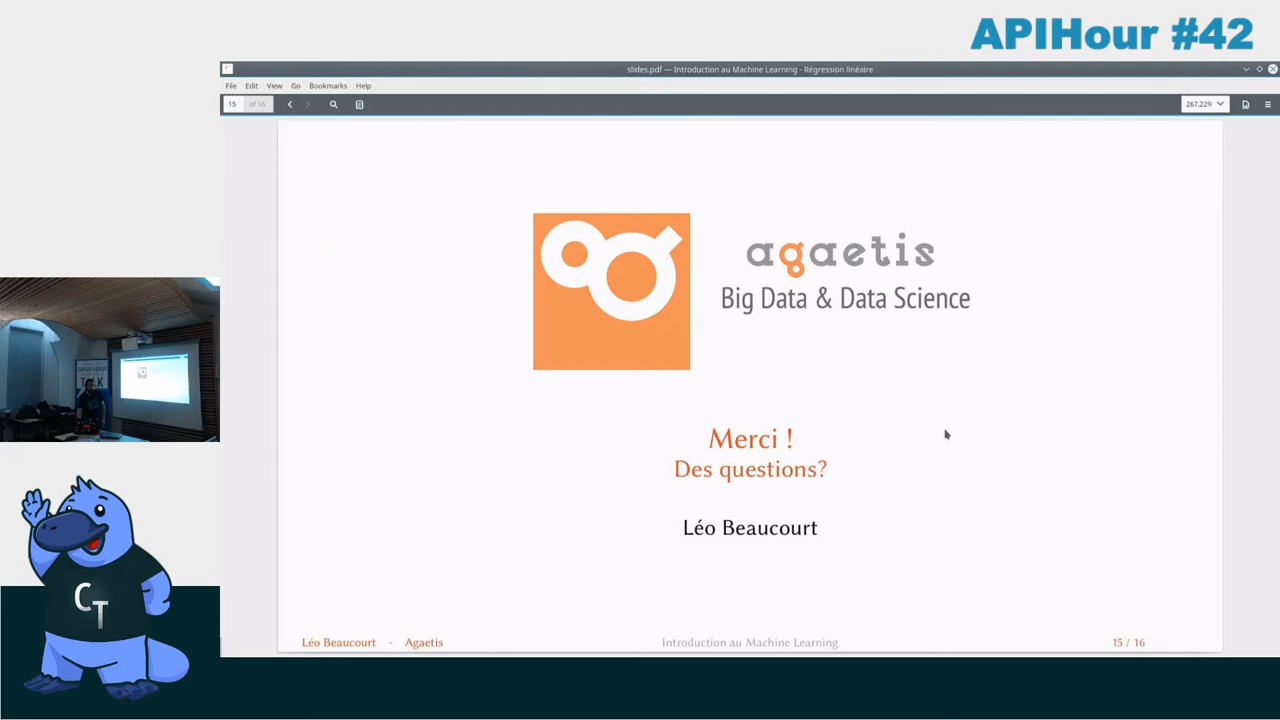 APIHour #42
slides.pdf — Introduction au Machine Learning - Régression linéaire
File Edit View Go Bookmarks Help
15 of 16
267,22%
agaetis
Big Data & Data Science
Merci !
Des questions?
Léo Beaucourt
Léo Beaucourt - Agaetis
Introduction au Machine Learning
15 / 16
TALK
CT